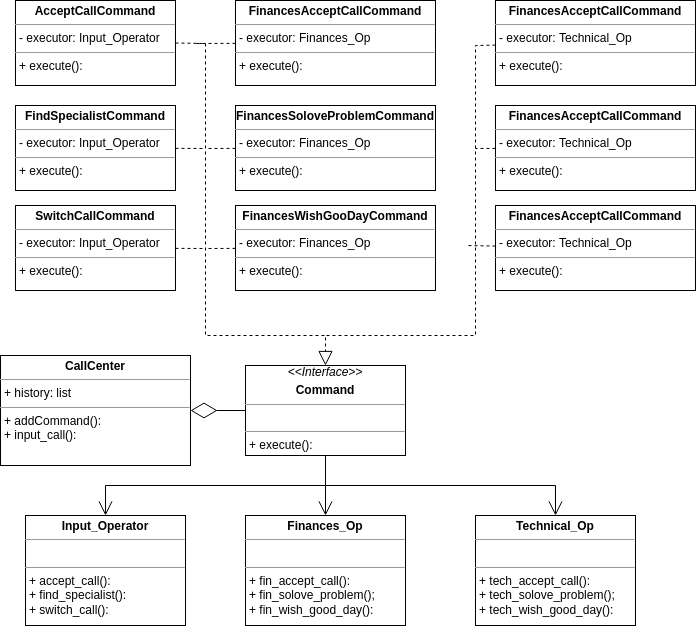 AcceptCallCommand
- executor: Input_Operator
+ execute():
FinancesAcceptCallCommand
- executor: Finances_Op
+ execute():
FinancesAcceptCallCommand
- executor: Technical_Op
+ execute():
FindSpecialistCommand
- executor: Input_Operator
+ execute():
FinancesSoloveProblemCommand
- executor: Finances_Op
+ execute():
FinancesAcceptCallCommand
- executor: Technical_Op
+ execute():
SwitchCallCommand
- executor: Input_Operator
+ execute():
FinancesWishGooDayCommand
- executor: Finances_Op
+ execute():
FinancesAcceptCallCommand
- executor: Technical_Op
+ execute():
CallCenter
+ history: list
+ addCommand():
+ input_call():
<<Interface>>
Command
+ execute():
Input_Operator
+ accept_call():
+ find_specialist():
+ switch_call():
Finances_Op
+ fin_accept_call():
+ fin_solove_problem();
+ fin_wish_good_day():
Technical_Op
+ tech_accept_call():
+ tech_solove_problem();
+ tech_wish_good_day():